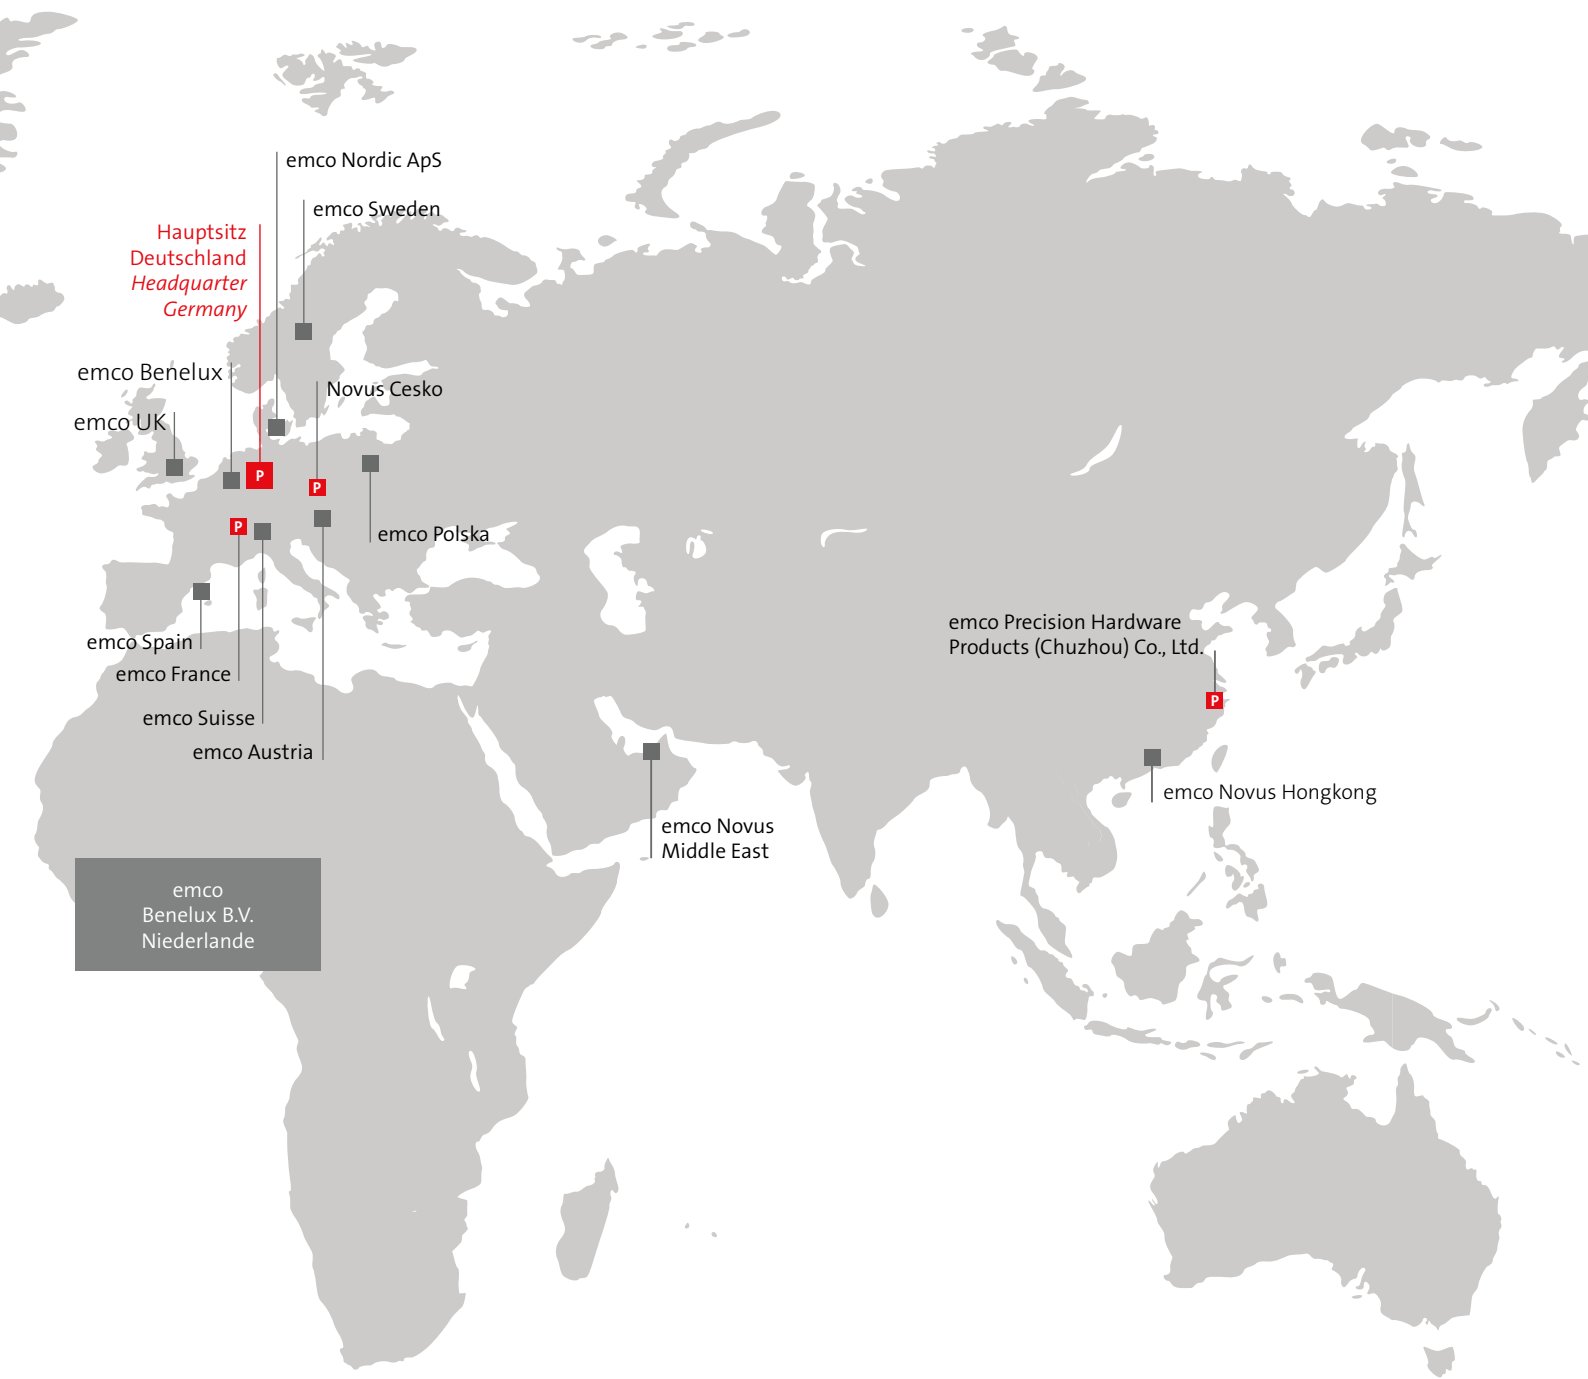 emco Nordic ApS
emco Sweden
Hauptsitz
Deutschland
Headquarter
Germany
emco Benelux
Novus Cesko
emco UK
P
P
P
emco Polska
emco Spain
emco France
emco Suisse
emco Austria
emco Precision Hardware
Products (Chuzhou) Co., Ltd.
P
emco Novus Hongkong
emco Novus
Middle East
emco
Benelux B.V.
Niederlande